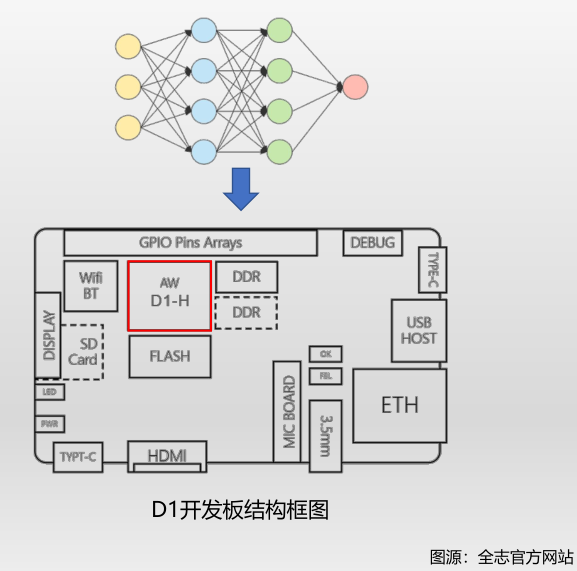 GPIO Pins Arrays
DEBUG
TYPE-C
Wifi
BT
AW
D1-H
DDR
DDR
DISPLAY
SD
Card
FLASH
USB
HOST
OK
FEL
LED
PWR
MIC BOARD
3.5mm
ETH
TYPT-C
HDMI
D1开发板结构框图
图源：全志官方网站